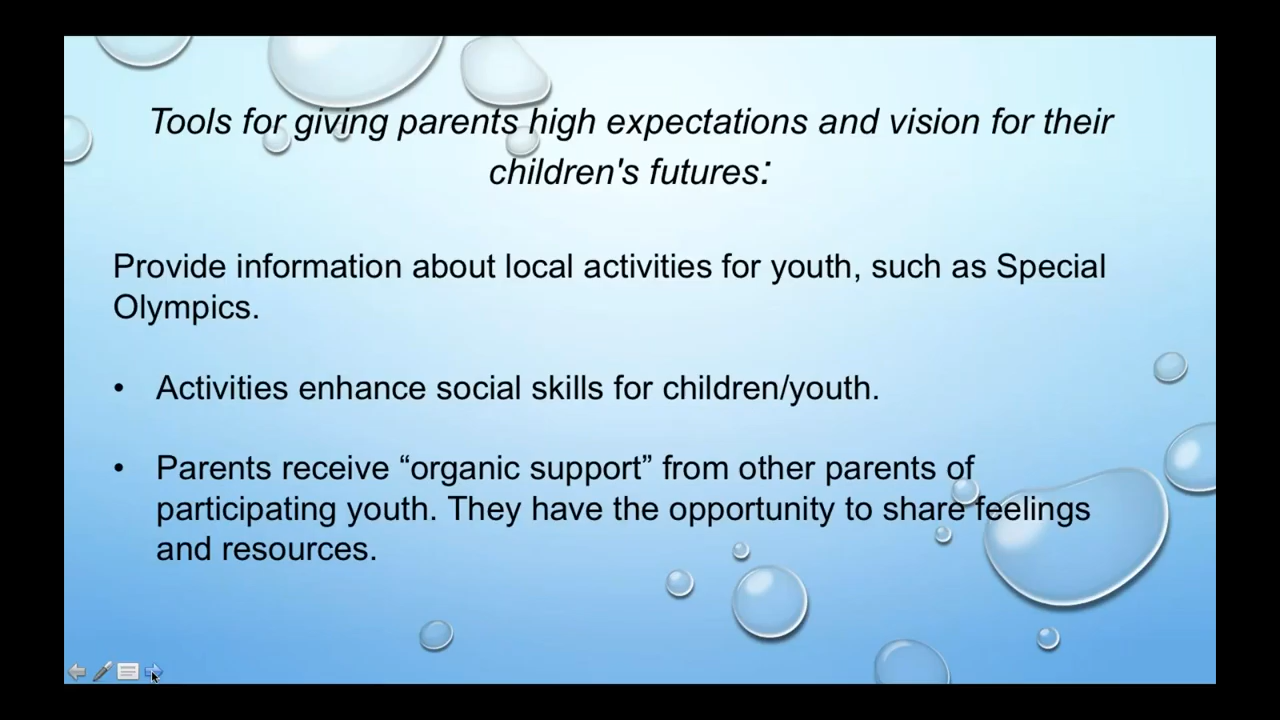 Tools for giving parents high expectations and vision for their
children's futures:
Provide information about local activities for youth, such as Special
Olympics.
• Activities enhance social skills for children/youth.
• Parents receive “organic support” from other parents of
participating youth. They have the opportunity to share feelings
and resources.